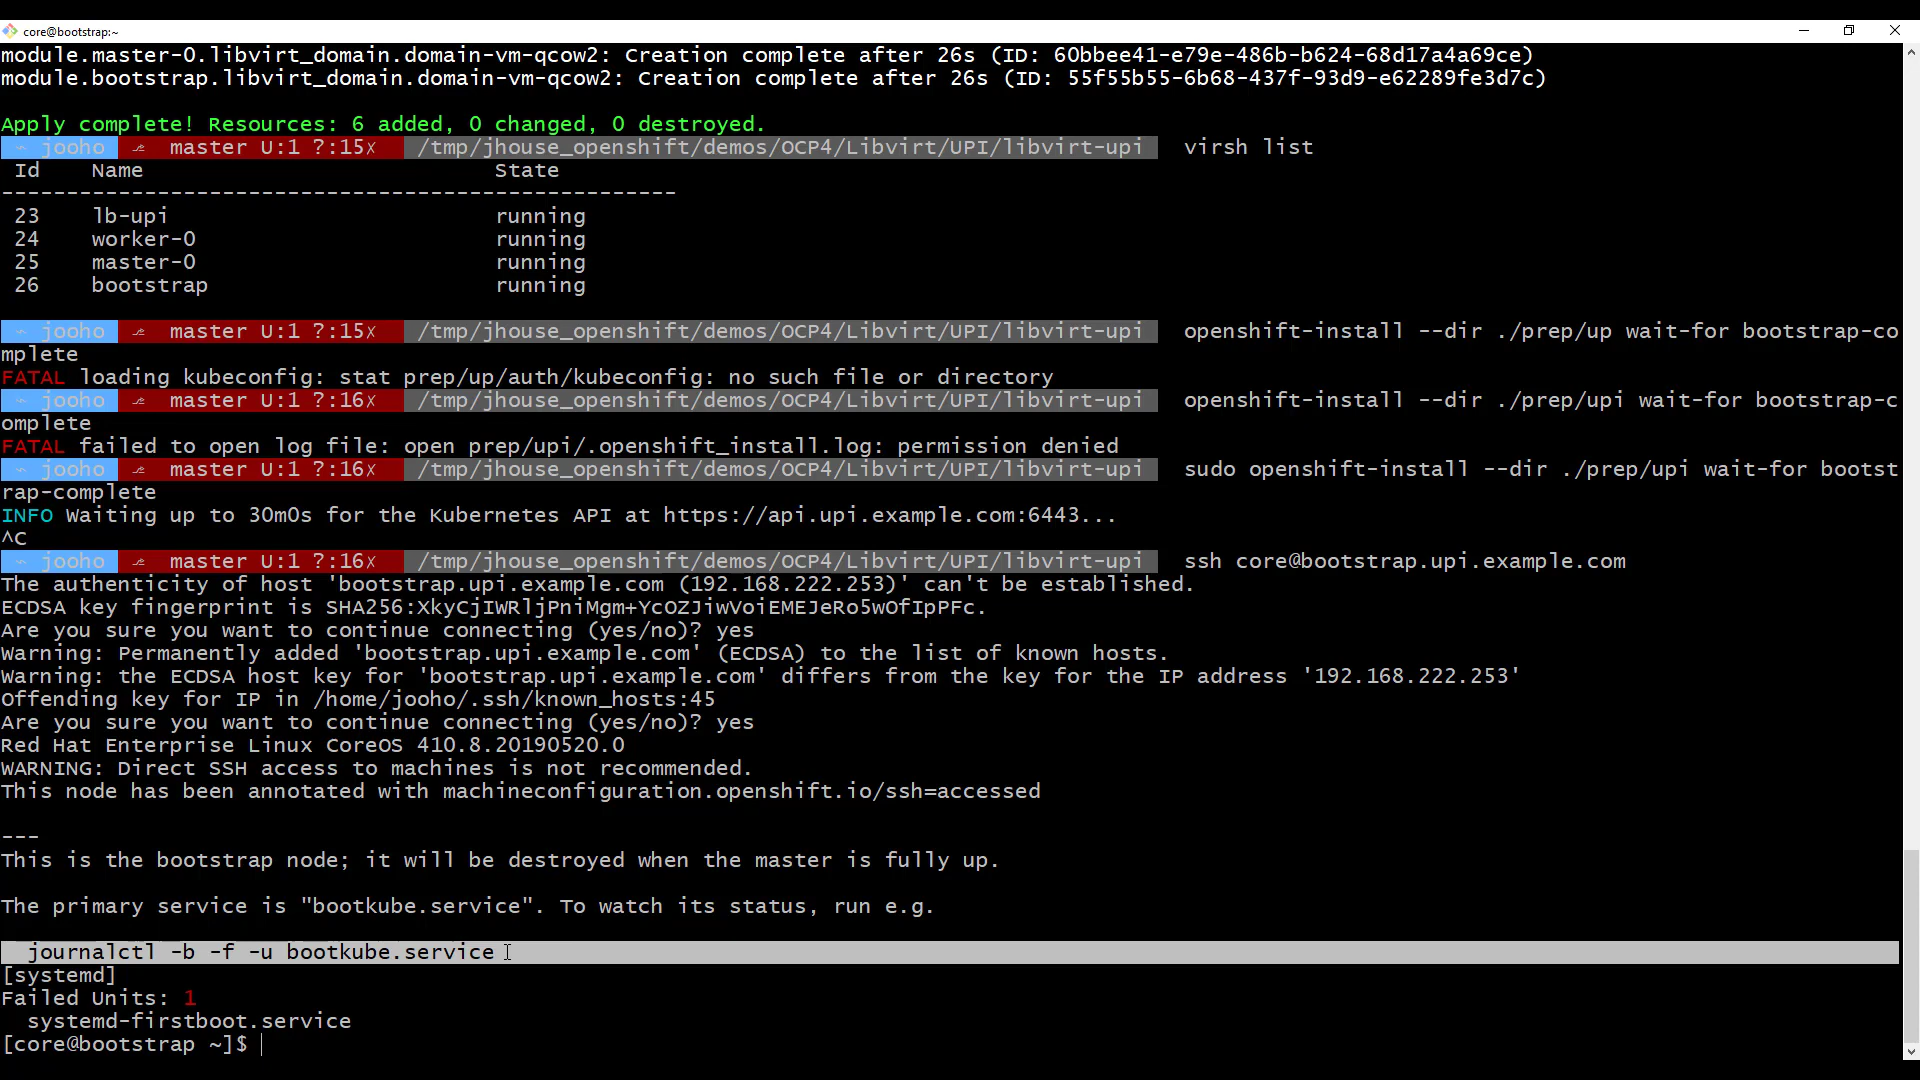 core@bootstrap:~
module.master-0.libvirt_domain.domain-vm-qcow2: Creation complete after 26s (ID: 60bbee41-e79e-486b-b624-68d17a4a69ce)
module.bootstrap.libvirt_domain.domain-vm-qcow2: Creation complete after 26s (ID: 55f55b55-6b68-437f-93d9-e62289fe3d7c)
Apply complete! Resources: 6 added, 0 changed, 0 destroyed.
~ jooho master U:1 ?:15✗ /tmp/jhouse_openshift/demos/OCP4/Libvirt/UPI/libvirt-upi virsh list
Id Name State
----------------------------------------------------
23 lb-upi running
24 worker-0 running
25 master-0 running
26 bootstrap running
~ jooho master U:1 ?:15✗ /tmp/jhouse_openshift/demos/OCP4/Libvirt/UPI/libvirt-upi openshift-install --dir ./prep/up wait-for bootstrap-co
mplete
FATAL loading kubeconfig: stat prep/up/auth/kubeconfig: no such file or directory
~ jooho master U:1 ?:16✗ /tmp/jhouse_openshift/demos/OCP4/Libvirt/UPI/libvirt-upi openshift-install --dir ./prep/upi wait-for bootstrap-c
omplete
FATAL failed to open log file: open prep/upi/.openshift_install.log: permission denied
~ jooho master U:1 ?:16✗ /tmp/jhouse_openshift/demos/OCP4/Libvirt/UPI/libvirt-upi sudo openshift-install --dir ./prep/upi wait-for bootst
rap-complete
INFO Waiting up to 30m0s for the Kubernetes API at https://api.upi.example.com:6443...
^C
~ jooho master U:1 ?:16✗ /tmp/jhouse_openshift/demos/OCP4/Libvirt/UPI/libvirt-upi ssh core@bootstrap.upi.example.com
The authenticity of host 'bootstrap.upi.example.com (192.168.222.253)' can't be established.
ECDSA key fingerprint is SHA256:XkyCjIWRljPniMgm+YcOZJiwVoiEMEJeRo5wOfIpPFc.
Are you sure you want to continue connecting (yes/no)? yes
Warning: Permanently added 'bootstrap.upi.example.com' (ECDSA) to the list of known hosts.
Warning: the ECDSA host key for 'bootstrap.upi.example.com' differs from the key for the IP address '192.168.222.253'
Offending key for IP in /home/jooho/.ssh/known_hosts:45
Are you sure you want to continue connecting (yes/no)? yes
Red Hat Enterprise Linux CoreOS 410.8.20190520.0
WARNING: Direct SSH access to machines is not recommended.
This node has been annotated with machineconfiguration.openshift.io/ssh=accessed
---
This is the bootstrap node; it will be destroyed when the master is fully up.
The primary service is "bootkube.service". To watch its status, run e.g.
journalctl -b -f -u bootkube.service
[systemd]
Failed Units: 1
systemd-firstboot.service
[core@bootstrap ~]$